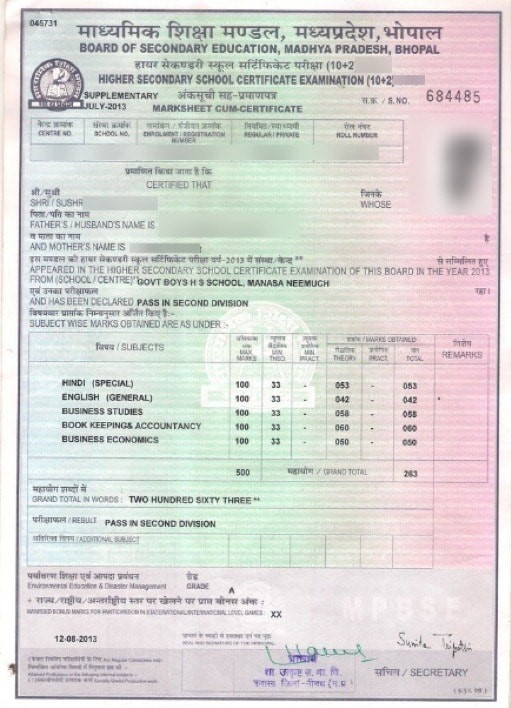 045731
माध्यमिक शिक्षा मण्डल, मध्यप्रदेश, भोपाल
BOARD OF SECONDARY EDUCATION, MADHYA PRADESH, BHOPAL
हायर सेकण्डरी स्कूल सर्टिफिकेट परीक्षा (10+2
HIGHER SECONDARY SCHOOL CERTIFICATE EXAMINATION (10+2)
SUPPLEMENTARY अंकसूची सह-प्रमाणपत्र स.क्र. / S.NO. 684485
JULY-2013 MARKSHEET CUM-CERTIFICATE
केन्द्र क्रमांक संस्था क्रमांक नामांकन / पंजीयन क्रमांक नियमित/स्वाध्यायी रोल नंबर
CENTRE NO. SCHOOL NO. ENROLMENT / REGISTRATION NUMBER REGULAR / PRIVATE ROLL NUMBER
प्रमाणित किया जाता है कि
CERTIFIED THAT
श्री/सुश्री जिनके
SHRI / SUSHR WHOSE
पिता/पति का नाम
FATHER'S / HUSBAND'S NAME IS
व माता का नाम है
AND MOTHER'S NAME IS
इस मण्डल की हायर सेकण्डरी स्कूल सर्टिफिकेट परीक्षा वर्ष-2013 में संस्था/केन्द्र ** से सम्मिलित हुए
APPEARED IN THE HIGHER SECONDARY SCHOOL CERTIFICATE EXAMINATION OF THIS BOARD IN THE YEAR 2013
FROM (SCHOOL / CENTRE) GOVT BOYS H S SCHOOL, MANASA NEEMUCH
एवं उनका परीक्षाफल रहा।
AND HAS BEEN DECLARED PASS IN SECOND DIVISION
विषयवार प्राप्तांक निम्नानुसार अर्जित किए है:-
SUBJECT WISE MARKS OBTAINED ARE AS UNDER :-
विषय / SUBJECTS MAX. MARKS MIN. THEO. MIN. PRACT. प्राप्तांक / MARKS OBTAINED विशेष
THEORY PRACT. TOTAL REMARKS
HINDI (SPECIAL) 100 33 - 053 - 053
ENGLISH (GENERAL) 100 33 - 042 - 042 *
BUSINESS STUDIES 100 33 - 058 - 058
BOOK KEEPING& ACCOUNTANCY 100 33 - 060 - 060
BUSINESS ECONOMICS 100 33 - 050 - 050
500 महायोग / GRAND TOTAL 263
महायोग शब्दों में
GRAND TOTAL IN WORDS : TWO HUNDRED SIXTY THREE **
परीक्षाफल / RESULT PASS IN SECOND DIVISION
अतिरिक्त विषय / ADDITIONAL SUBJECT
पर्यावरण शिक्षा एवं आपदा प्रबंधन ग्रेड
Environmental Education & Disaster Management GRADE A
+ राज्य/राष्ट्रीय/अन्तर्राष्ट्रीय स्तर पर खेलने पर प्राप्त बोनस अंक :
AWARDED BONUS MARKS FOR PARTICIPATION IN STATE/NATIONAL/INTERNATIONAL LEVEL GAMES : XX
MPBSE
12-08-2013
SEAL AND SIGNATURE OF THE PRINCIPAL
Sunita Tripathi
प्राचार्य
सचिव / SECRETARY